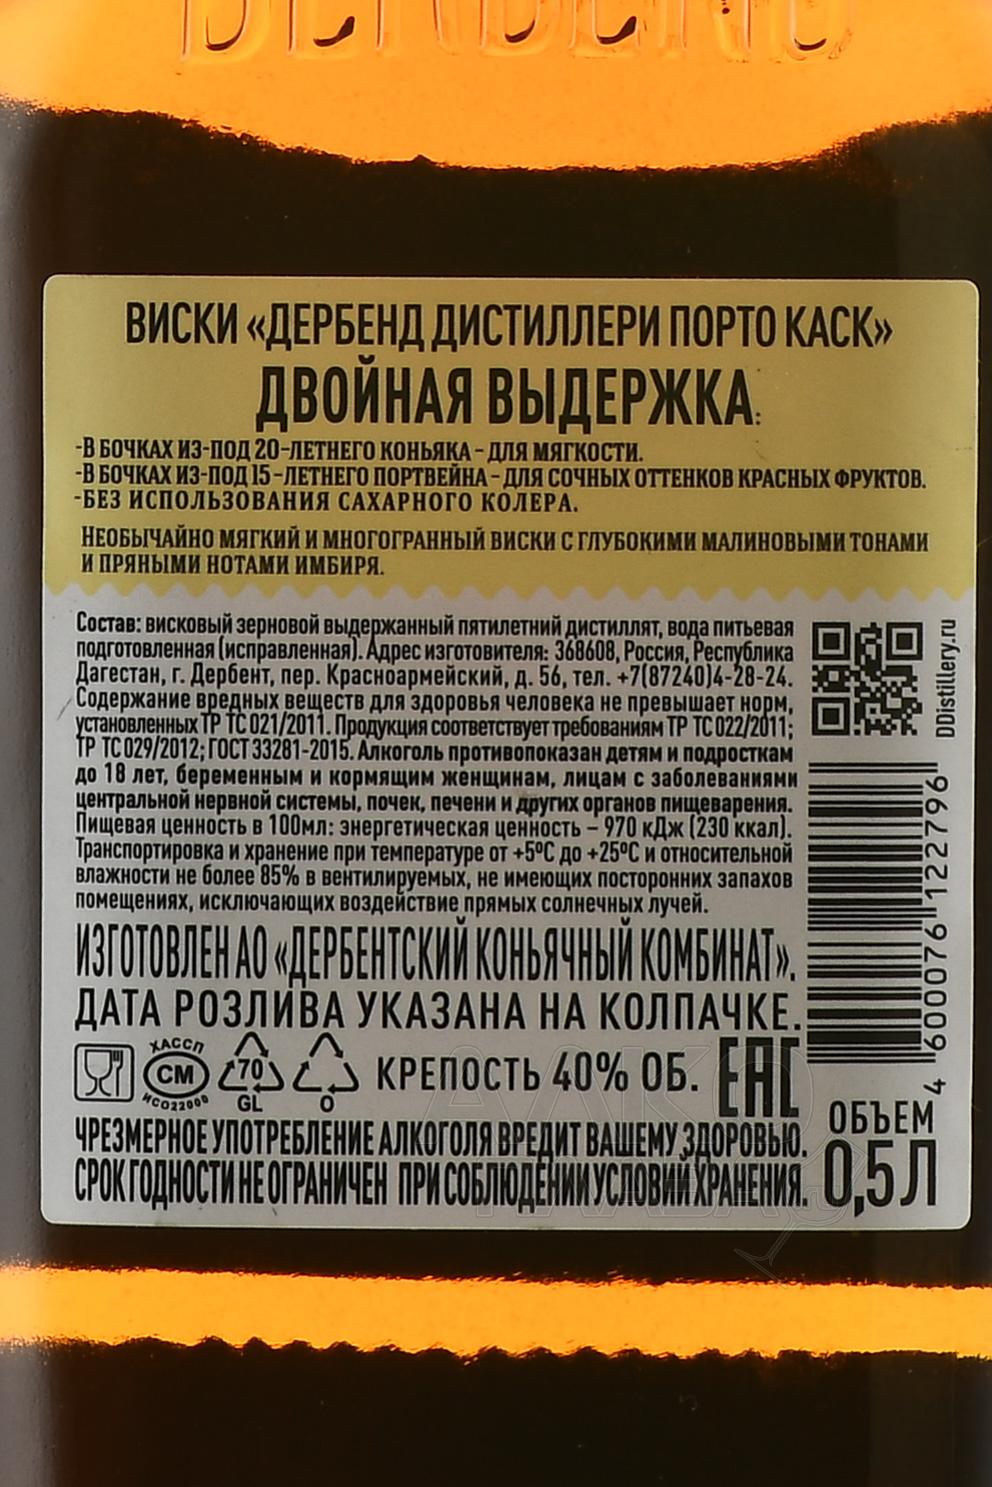 DERBEND
ВИСКИ «ДЕРБЕНД ДИСТИЛЛЕРИ ПОРТО КАСК»
ДВОЙНАЯ ВЫДЕРЖКА:
-В БОЧКАХ ИЗ-ПОД 20-ЛЕТНЕГО КОНЬЯКА - ДЛЯ МЯГКОСТИ.
-В БОЧКАХ ИЗ-ПОД 15-ЛЕТНЕГО ПОРТВЕЙНА - ДЛЯ СОЧНЫХ ОТТЕНКОВ КРАСНЫХ ФРУКТОВ.
-БЕЗ ИСПОЛЬЗОВАНИЯ САХАРНОГО КОЛЕРА.
НЕОБЫЧАЙНО МЯГКИЙ И МНОГОГРАННЫЙ ВИСКИ С ГЛУБОКИМИ МАЛИНОВЫМИ ТОНАМИ
И ПРЯНЫМИ НОТАМИ ИМБИРЯ.
Состав: висковый зерновой выдержанный пятилетний дистиллят, вода питьевая
подготовленная (исправленная). Адрес изготовителя: 368608, Россия, Республика
Дагестан, г. Дербент, пер. Красноармейский, д. 56, тел. +7(87240)4-28-24.
Содержание вредных веществ для здоровья человека не превышает норм,
установленных ТР ТС 021/2011. Продукция соответствует требованиям ТР ТС 022/2011;
ТР ТС 029/2012; ГОСТ 33281-2015. Алкоголь противопоказан детям и подросткам
до 18 лет, беременным и кормящим женщинам, лицам с заболеваниями
центральной нервной системы, почек, печени и других органов пищеварения.
Пищевая ценность в 100мл: энергетическая ценность – 970 кДж (230 ккал).
Транспортировка и хранение при температуре от +5ºС до +25ºС и относительной
влажности не более 85% в вентилируемых, не имеющих посторонних запахов
помещениях, исключающих воздействие прямых солнечных лучей.
DDistillery.ru
4 600076 122796
ИЗГОТОВЛЕН АО «ДЕРБЕНТСКИЙ КОНЬЯЧНЫЙ КОМБИНАТ».
ДАТА РОЗЛИВА УКАЗАНА НА КОЛПАЧКЕ.
ХАССП
СМ
ИСО22000
70
GL
O
КРЕПОСТЬ 40% ОБ.
EAC
ОБЪЕМ
0,5Л
ЧРЕЗМЕРНОЕ УПОТРЕБЛЕНИЕ АЛКОГОЛЯ ВРЕДИТ ВАШЕМУ ЗДОРОВЬЮ.
СРОК ГОДНОСТИ НЕ ОГРАНИЧЕН ПРИ СОБЛЮДЕНИИ УСЛОВИЙ ХРАНЕНИЯ.